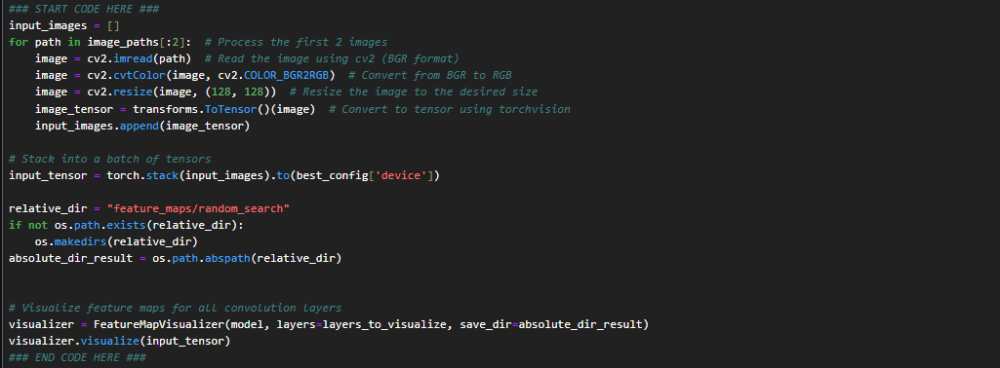 ### START CODE HERE ###
input_images = []
for path in image_paths[:2]:  # Process the first 2 images
    image = cv2.imread(path)  # Read the image using cv2 (BGR format)
    image = cv2.cvtColor(image, cv2.COLOR_BGR2RGB)  # Convert from BGR to RGB
    image = cv2.resize(image, (128, 128))  # Resize the image to the desired size
    image_tensor = transforms.ToTensor()(image)  # Convert to tensor using torchvision
    input_images.append(image_tensor)

# Stack into a batch of tensors
input_tensor = torch.stack(input_images).to(best_config['device'])

relative_dir = "feature_maps/random_search"
if not os.path.exists(relative_dir):
    os.makedirs(relative_dir)
absolute_dir_result = os.path.abspath(relative_dir)


# Visualize feature maps for all convolution layers
visualizer = FeatureMapVisualizer(model, layers=layers_to_visualize, save_dir=absolute_dir_result)
visualizer.visualize(input_tensor)
### END CODE HERE ###